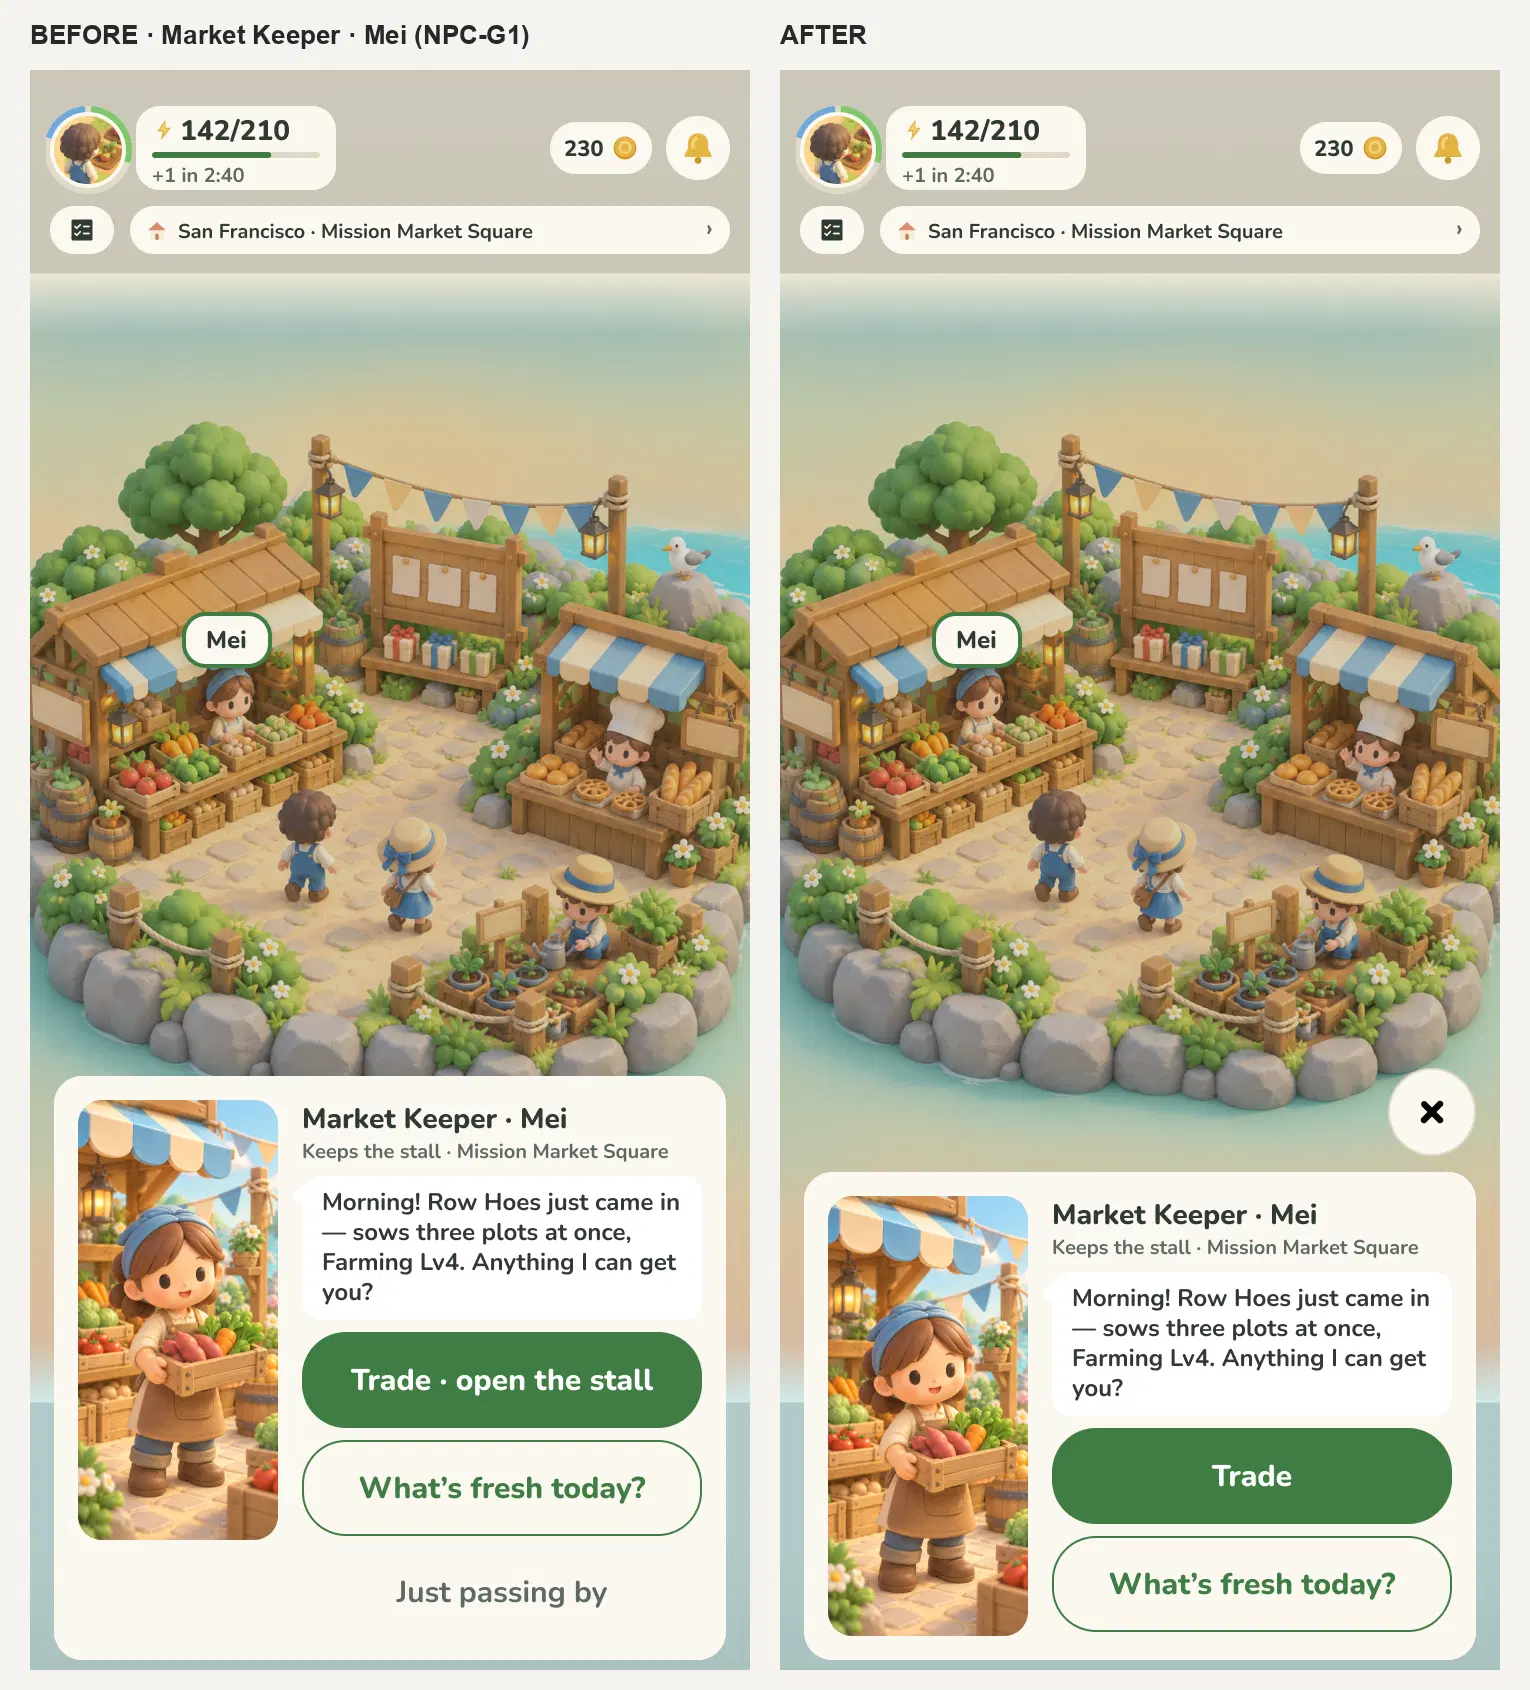 BEFORE · Market Keeper · Mei (NPC-G1)
142/210
+1 in 2:40
230
San Francisco · Mission Market Square ›
Mei
Market Keeper · Mei
Keeps the stall · Mission Market Square
Morning! Row Hoes just came in
— sows three plots at once,
Farming Lv4. Anything I can get
you?
Trade · open the stall
What’s fresh today?
Just passing by
AFTER
142/210
+1 in 2:40
230
San Francisco · Mission Market Square ›
Mei
Market Keeper · Mei
Keeps the stall · Mission Market Square
Morning! Row Hoes just came in
— sows three plots at once,
Farming Lv4. Anything I can get
you?
Trade
What’s fresh today?